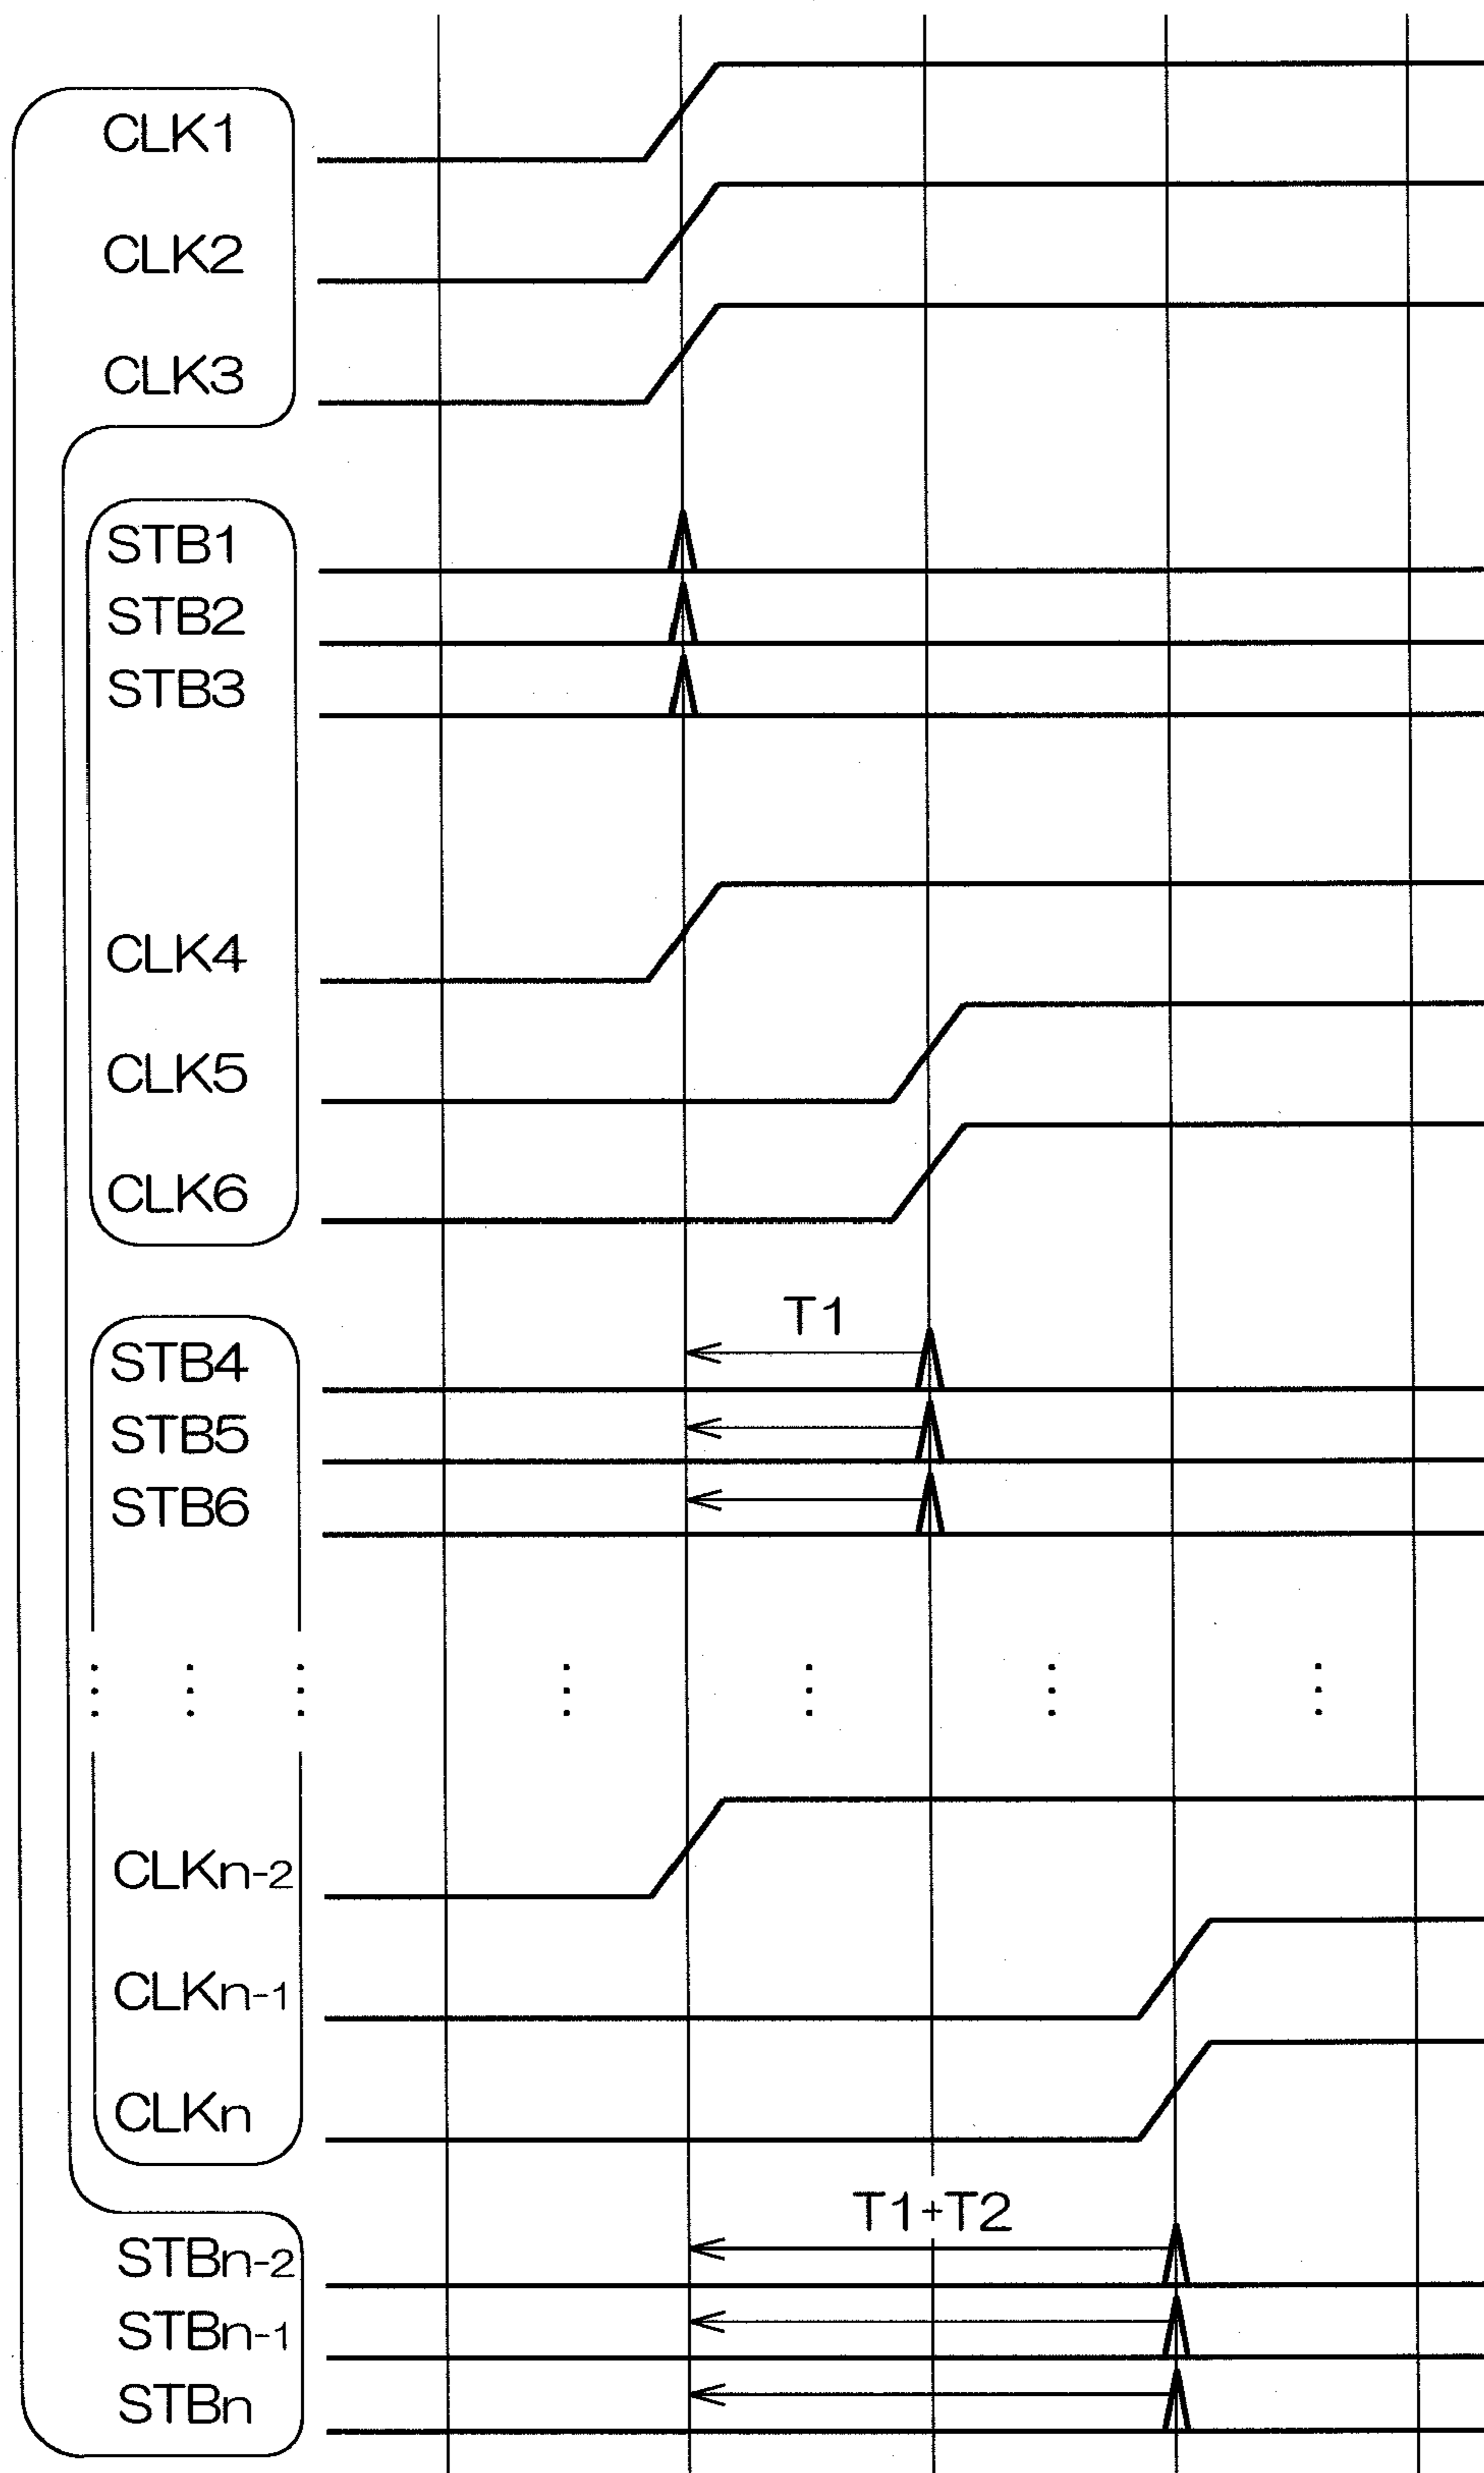 CLK1
CLK2
CLK3
STB1
STB2
STB3
CLK4
CLK5
CLK6
T1
STB4
STB5
STB6
CLKn-2
CLKn-1
CLKn
T1+T2
STBn-2
STBn-1
STBn